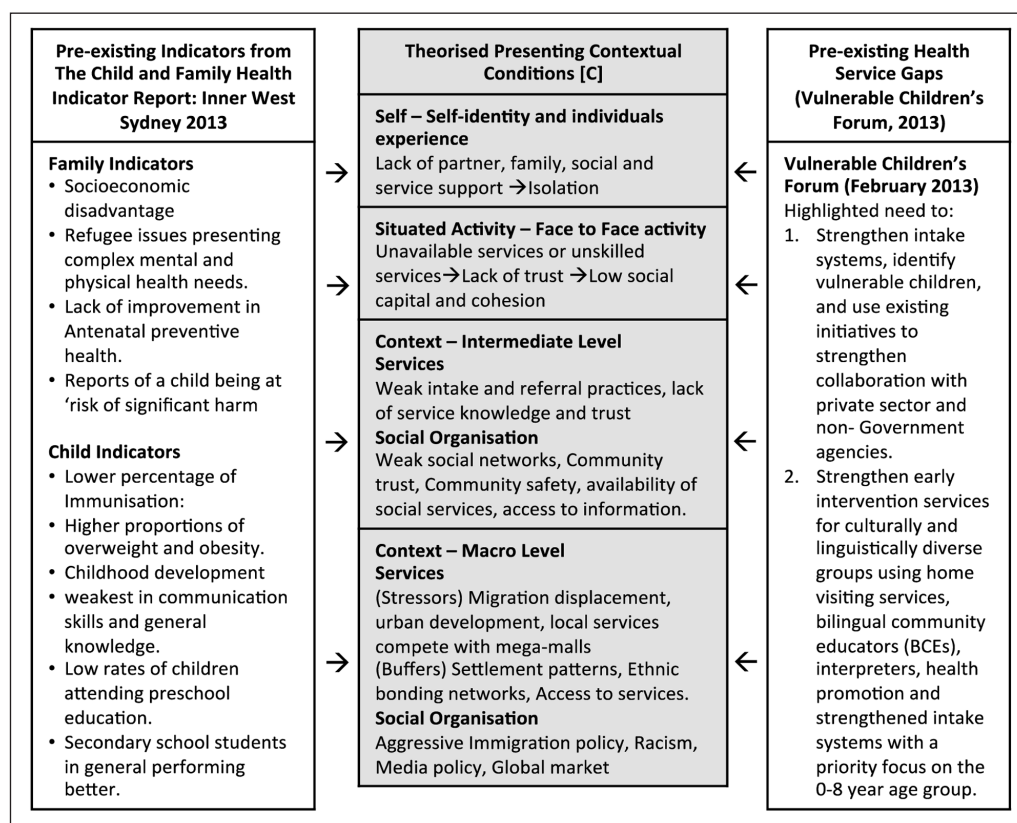 Pre-existing Indicators from
The Child and Family Health
Indicator Report: Inner West
Sydney 2013
Family Indicators
• Socioeconomic
disadvantage
• Refugee issues presenting
complex mental and
physical health needs.
• Lack of improvement in
Antenatal preventive
health.
• Reports of a child being at
‘risk of significant harm
Child Indicators
• Lower percentage of
Immunisation:
• Higher proportions of
overweight and obesity.
• Childhood development
• weakest in communication
skills and general
knowledge.
• Low rates of children
attending preschool
education.
• Secondary school students
in general performing
better.
→
→
→
→
Theorised Presenting Contextual
Conditions [C]
Self – Self-identity and individuals
experience
Lack of partner, family, social and
service support →Isolation
Situated Activity – Face to Face activity
Unavailable services or unskilled
services→Lack of trust →Low social
capital and cohesion
Context – Intermediate Level
Services
Weak intake and referral practices, lack
of service knowledge and trust
Social Organisation
Weak social networks, Community
trust, Community safety, availability of
social services, access to information.
Context – Macro Level
Services
(Stressors) Migration displacement,
urban development, local services
compete with mega-malls
(Buffers) Settlement patterns, Ethnic
bonding networks, Access to services.
Social Organisation
Aggressive Immigration policy, Racism,
Media policy, Global market
←
←
←
←
Pre-existing Health
Service Gaps
(Vulnerable Children’s
Forum, 2013)
Vulnerable Children’s
Forum (February 2013)
Highlighted need to:
1. Strengthen intake
systems, identify
vulnerable children,
and use existing
initiatives to
strengthen
collaboration with
private sector and
non- Government
agencies.
2. Strengthen early
intervention services
for culturally and
linguistically diverse
groups using home
visiting services,
bilingual community
educators (BCEs),
interpreters, health
promotion and
strengthened intake
systems with a
priority focus on the
0-8 year age group.